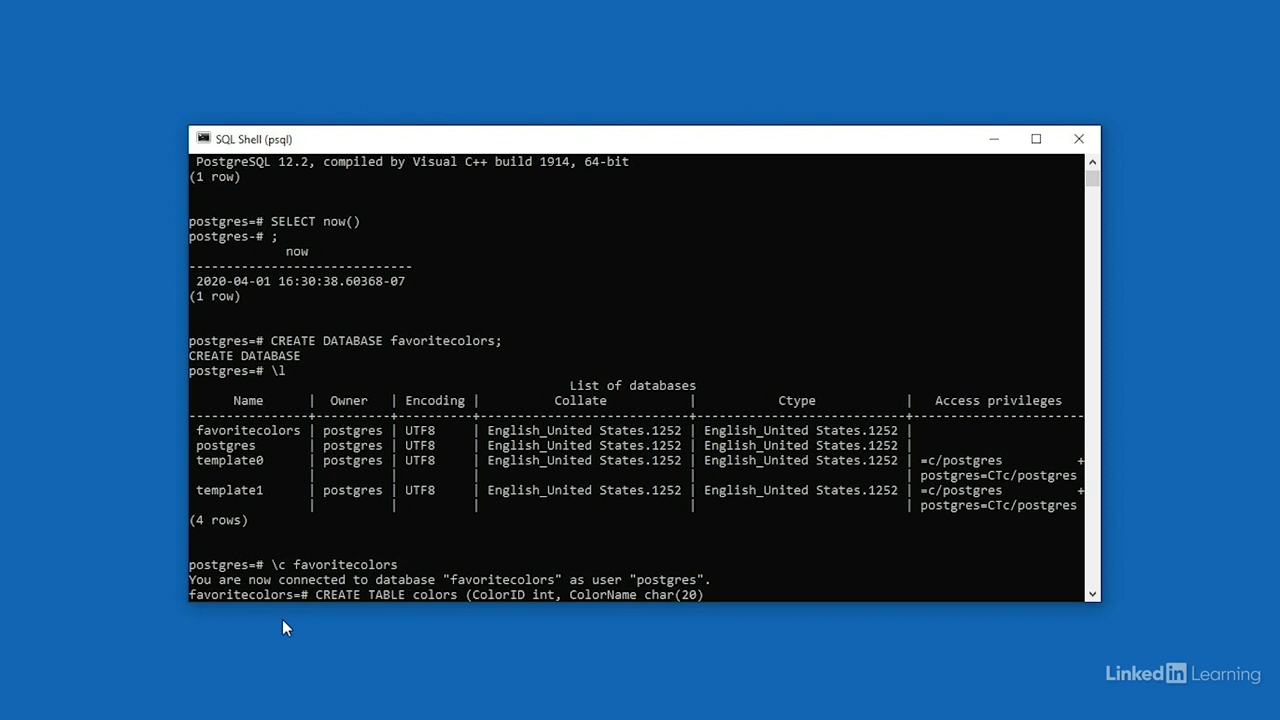 SQL Shell (psql)
PostgreSQL 12.2, compiled by Visual C++ build 1914, 64-bit
(1 row)
postgres=# SELECT now()
postgres-# ;
now
-----------------------------
2020-04-01 16:30:38.60368-07
(1 row)
postgres=# CREATE DATABASE favoritecolors;
CREATE DATABASE
postgres=# \l
List of databases
Name | Owner | Encoding | Collate | Ctype | Access privileges
----------------+----------+----------+----------------------------+----------------------------+-----------------------
favoritecolors | postgres | UTF8 | English_United States.1252 | English_United States.1252 |
postgres | postgres | UTF8 | English_United States.1252 | English_United States.1252 |
template0 | postgres | UTF8 | English_United States.1252 | English_United States.1252 | =c/postgres +
| | | | | postgres=CTc/postgres
template1 | postgres | UTF8 | English_United States.1252 | English_United States.1252 | =c/postgres +
| | | | | postgres=CTc/postgres
(4 rows)
postgres=# \c favoritecolors
You are now connected to database "favoritecolors" as user "postgres".
favoritecolors=# CREATE TABLE colors (ColorID int, ColorName char(20)
Linked in Learning